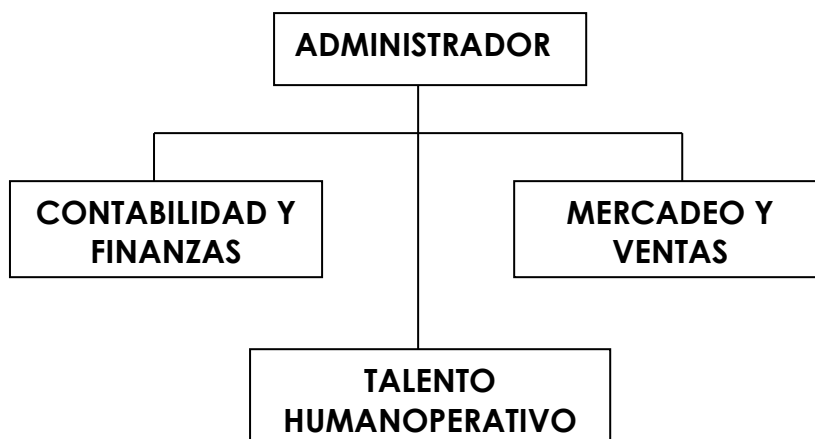 ADMINISTRADOR
CONTABILIDAD Y
FINANZAS
MERCADEO Y
VENTAS
TALENTO
HUMANOPERATIVO